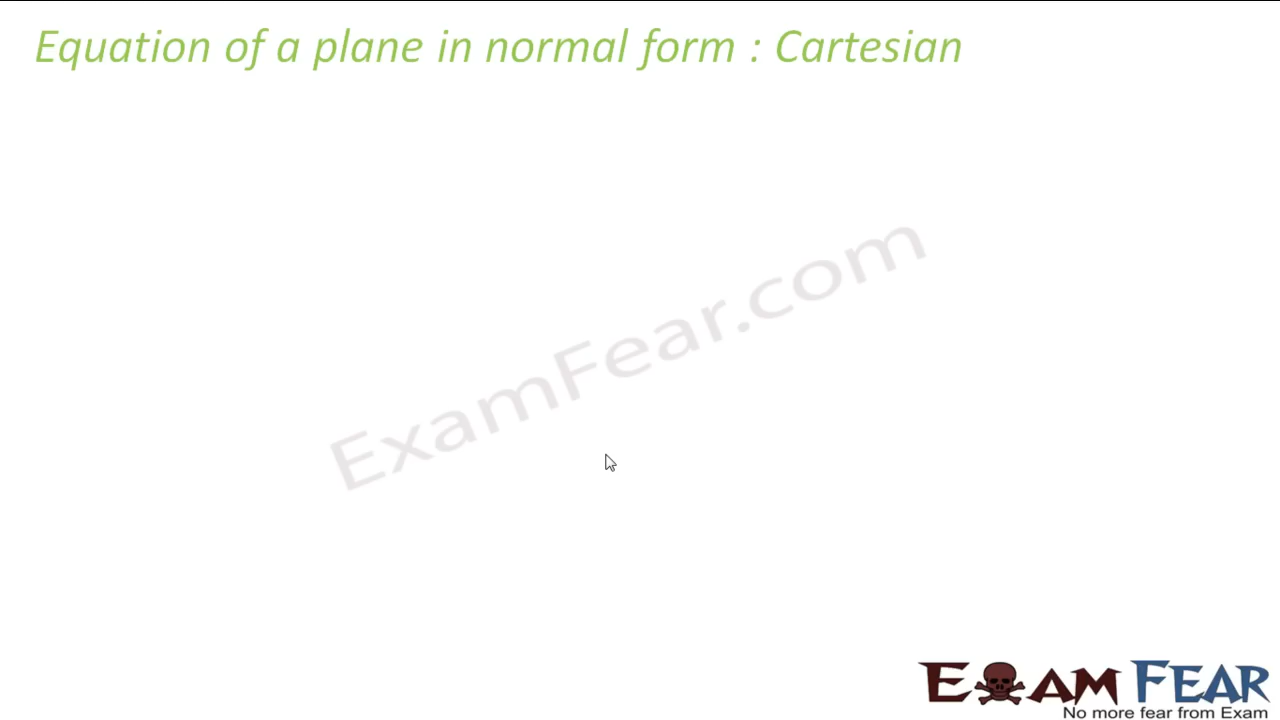 Equation of a plane in normal form : Cartesian
ExamFear.com
EXAM FEAR
No more fear from Exam